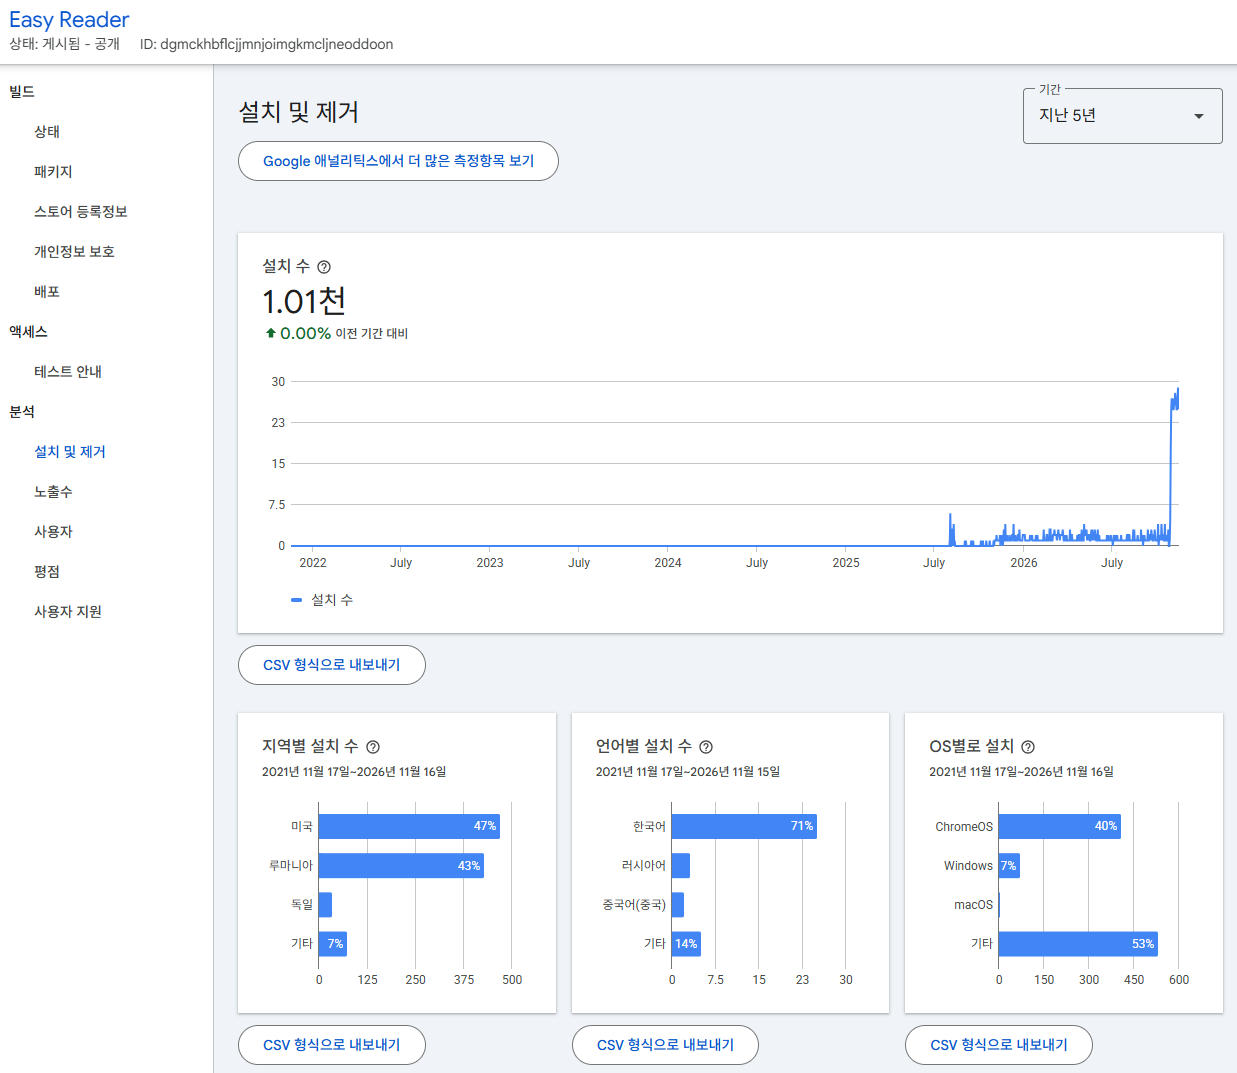 Easy Reader
상태: 게시됨 - 공개 ID: dgmckhbflcjjmnjoimgkmcljneoddoon
빌드
상태
패키지
스토어 등록정보
개인정보 보호
배포
액세스
테스트 안내
분석
설치 및 제거
노출수
사용자
평점
사용자 지원
설치 및 제거
기간
지난 5년
Google 애널리틱스에서 더 많은 측정항목 보기
설치 수
1.01천
0.00% 이전 기간 대비
30
23
15
7.5
0
2022 July 2023 July 2024 July 2025 July 2026 July
설치 수
CSV 형식으로 내보내기
지역별 설치 수
2021년 11월 17일~2026년 11월 16일
미국 47%
루마니아 43%
독일
기타 7%
0 125 250 375 500
CSV 형식으로 내보내기
언어별 설치 수
2021년 11월 17일~2026년 11월 15일
한국어 71%
러시아어
중국어(중국)
기타 14%
0 7.5 15 23 30
CSV 형식으로 내보내기
OS별로 설치
2021년 11월 17일~2026년 11월 16일
ChromeOS 40%
Windows 7%
macOS
기타 53%
0 150 300 450 600
CSV 형식으로 내보내기